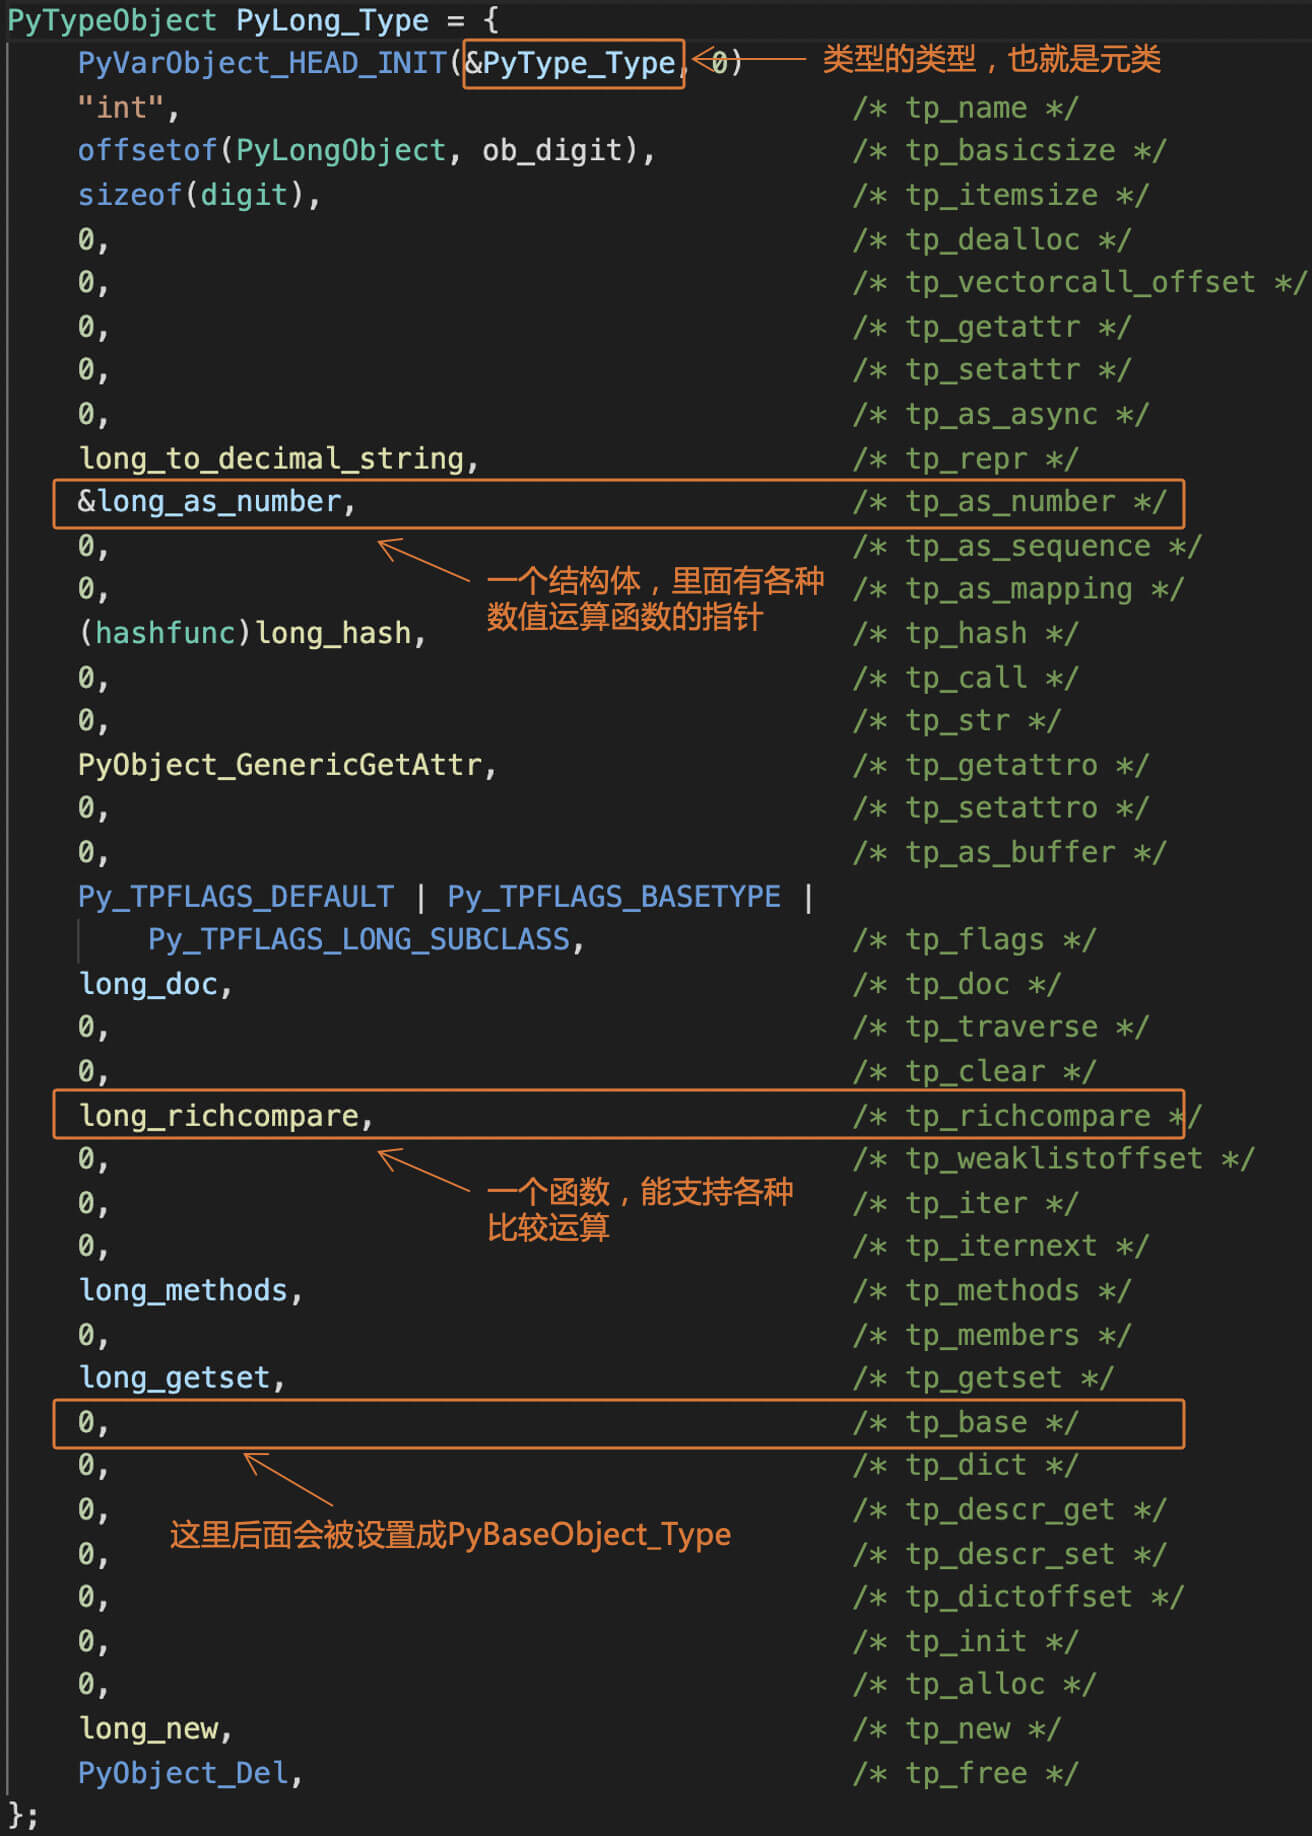 PyTypeObject PyLong_Type = {
PyVarObject_HEAD_INIT(&PyType_Type, 0) 类型的类型，也就是元类
"int", /* tp_name */
offsetof(PyLongObject, ob_digit), /* tp_basicsize */
sizeof(digit), /* tp_itemsize */
0, /* tp_dealloc */
0, /* tp_vectorcall_offset */
0, /* tp_getattr */
0, /* tp_setattr */
0, /* tp_as_async */
long_to_decimal_string, /* tp_repr */
&long_as_number, /* tp_as_number */
0, /* tp_as_sequence */
一个结构体，里面有各种
0, /* tp_as_mapping */
数值运算函数的指针
(hashfunc)long_hash, /* tp_hash */
0, /* tp_call */
0, /* tp_str */
PyObject_GenericGetAttr, /* tp_getattro */
0, /* tp_setattro */
0, /* tp_as_buffer */
Py_TPFLAGS_DEFAULT | Py_TPFLAGS_BASETYPE |
Py_TPFLAGS_LONG_SUBCLASS, /* tp_flags */
long_doc, /* tp_doc */
0, /* tp_traverse */
0, /* tp_clear */
long_richcompare, /* tp_richcompare */
0, /* tp_weaklistoffset */
一个函数，能支持各种
0, /* tp_iter */
比较运算
0, /* tp_iternext */
long_methods, /* tp_methods */
0, /* tp_members */
long_getset, /* tp_getset */
0, /* tp_base */
0, /* tp_dict */
0, /* tp_descr_get */
这里后面会被设置成PyBaseObject_Type
0, /* tp_descr_set */
0, /* tp_dictoffset */
0, /* tp_init */
0, /* tp_alloc */
long_new, /* tp_new */
PyObject_Del, /* tp_free */
};